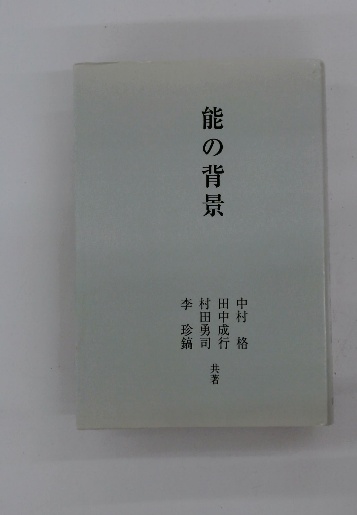 能の背景
中村 格
田中成行
村田勇司
李 珍鎬
共著